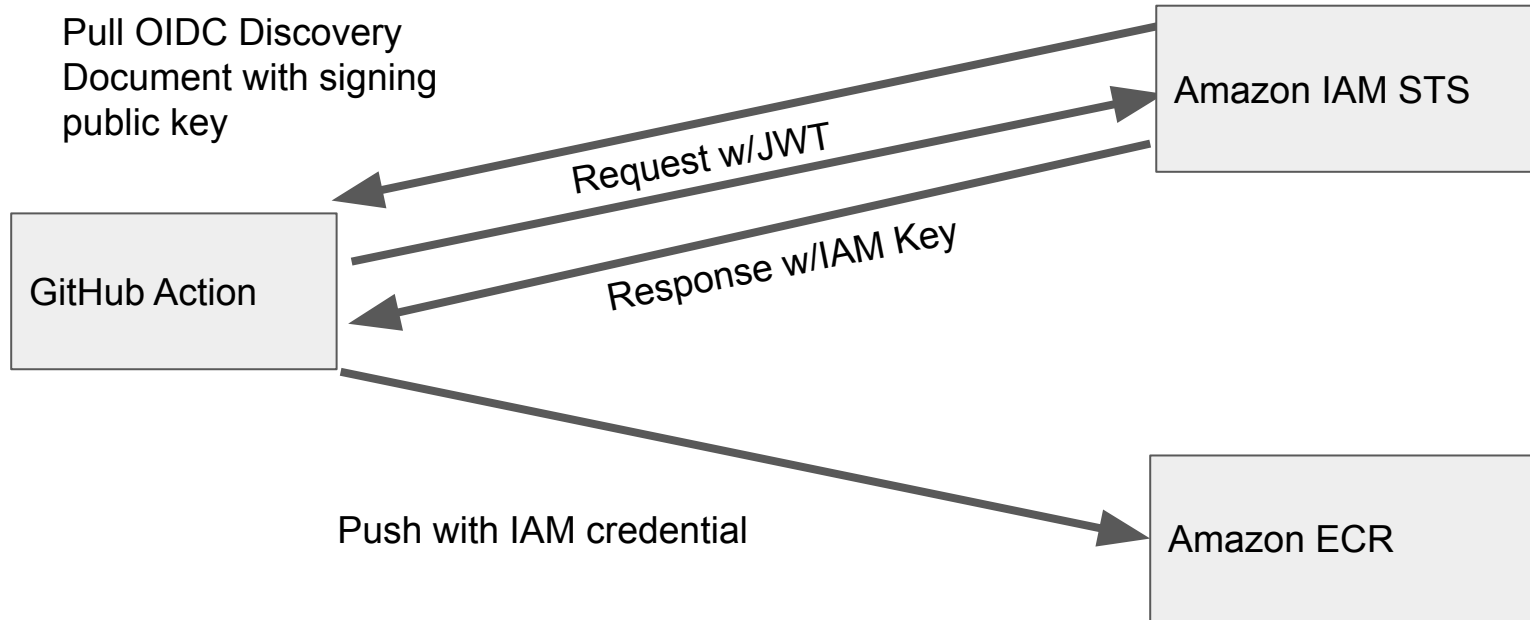 Pull OIDC Discovery
Document with signing
public key
Amazon IAM STS
Request w/JWT
Response w/IAM Key
GitHub Action
Push with IAM credential
Amazon ECR